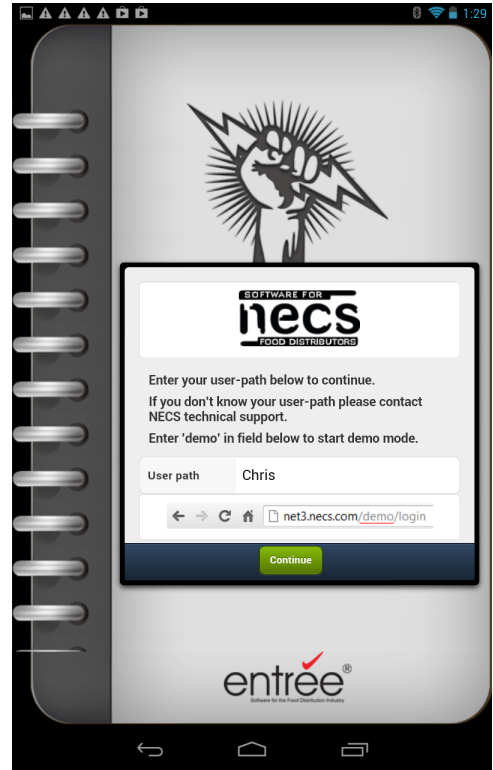 1:29
SOFTWARE FOR
necs
FOOD DISTRIBUTORS
Enter your user-path below to continue.
If you don't know your user-path please contact
NECS technical support.
Enter 'demo' in field below to start demo mode.
User path Chris
net3.necs.com/demo/login
Continue
entrée®
Software for the Food Distribution Industry